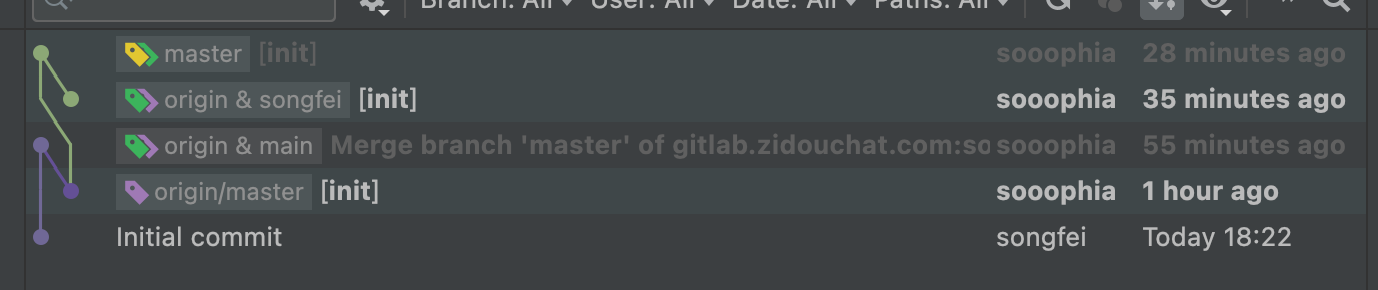 Branch: All User: All Date: All Paths: All
master [init] sooophia 28 minutes ago
origin & songfei [init] sooophia 35 minutes ago
origin & main Merge branch 'master' of gitlab.zidouchat.com:so sooophia 55 minutes ago
origin/master [init] sooophia 1 hour ago
Initial commit songfei Today 18:22